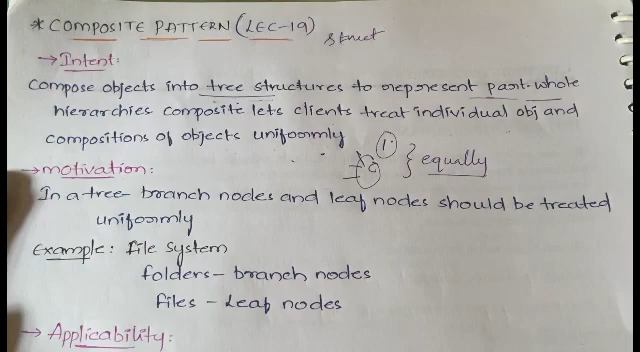 * COMPOSITE PATTERN (LEC-19) struct
→ Intent:
Compose objects into tree structures to represent part-whole
hierarchies composite lets clients treat individual obj and
compositions of objects uniformly
} equally
→ motivation:
In a tree- branch nodes and leaf nodes should be treated
uniformly
Example: file system
folders - branch nodes
files - Leaf nodes
→ Applicability: